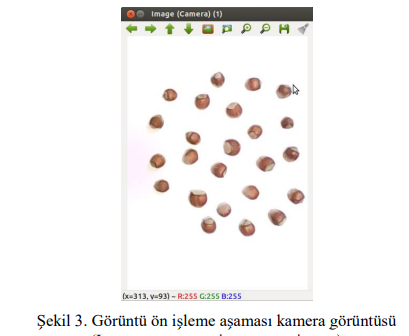 Image (Camera) (1)
(x=313, y=93) ~ R:255 G:255 B:255
Şekil 3. Görüntü ön işleme aşaması kamera görüntüsü